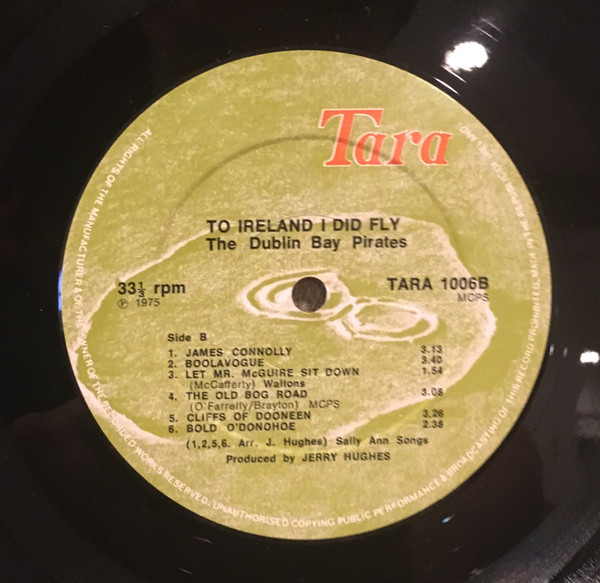 Tara
TO IRELAND I DID FLY
The Dublin Bay Pirates
33⅓ rpm
TARA 1006B
℗ 1975
MCPS
Side B
1. JAMES CONNOLLY 3.13
2. BOOLAVOGUE 3.40
3. LET MR. McGUIRE SIT DOWN 1.54
(McCafferty) Waltons
4. THE OLD BOG ROAD 3.08
(O'Farrelly/Brayton) MCPS
5. CLIFFS OF DOONEEN 3.26
6. BOLD O'DONOHOE 2.38
(1,2,5,6. Arr. J. Hughes) Sally Ann Songs
Produced by JERRY HUGHES
ALL RIGHTS OF THE MANUFACTURER & OF THE OWNER OF THE RECORDED WORKS RESERVED. UNAUTHORISED COPYING PUBLIC PERFORMANCE & BROADCASTING OF THIS RECORD PROHIBITED.